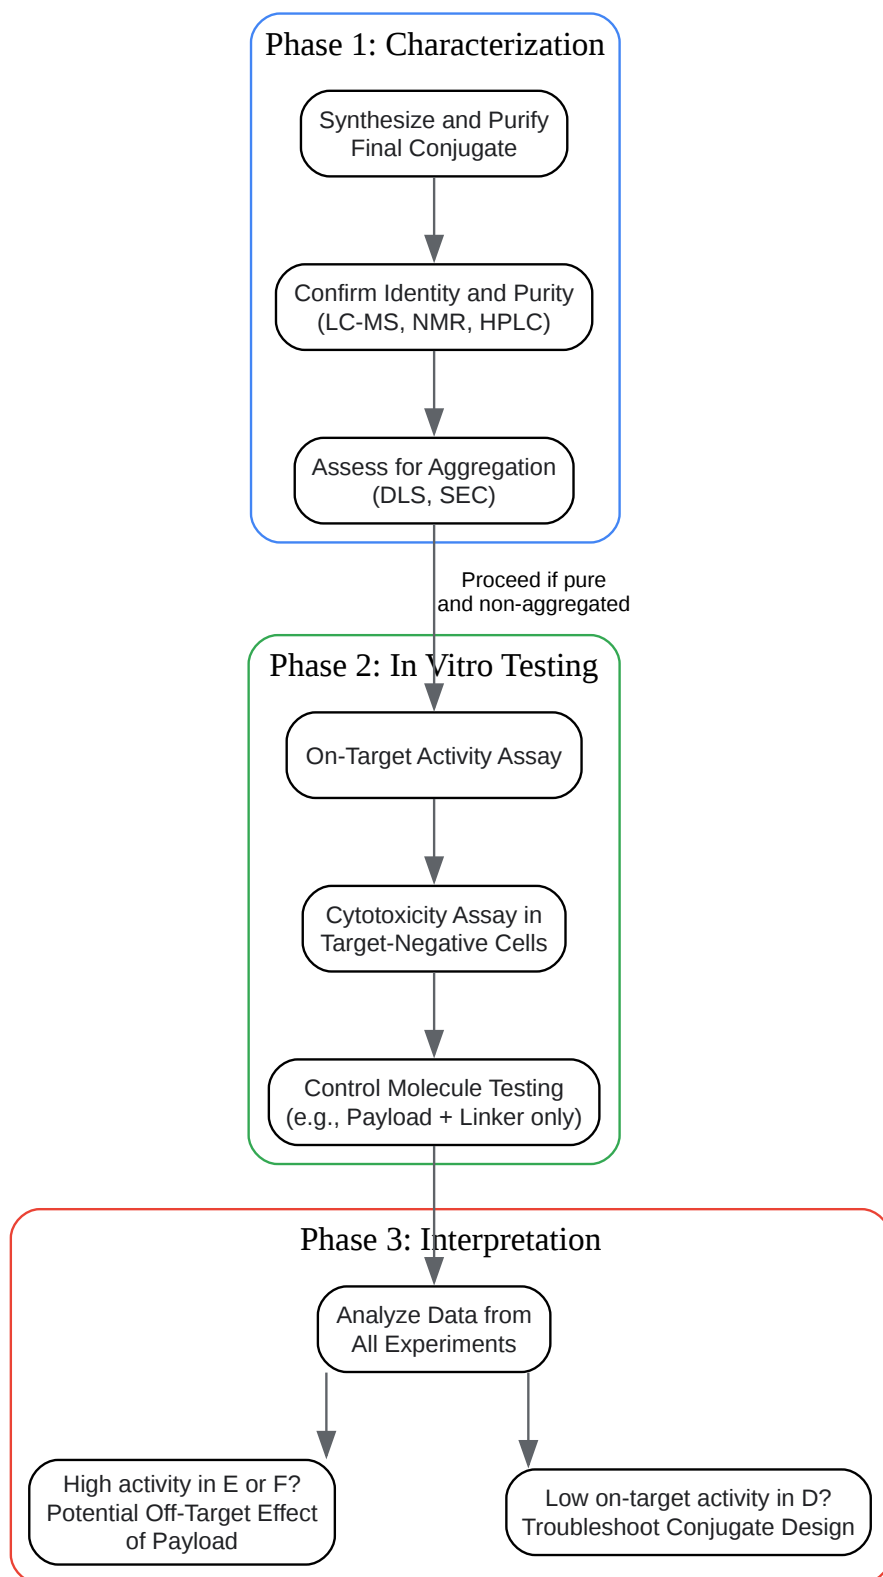 Phase 1: Characterization
Synthesize and Purify
Final Conjugate
Confirm Identity and Purity
(LC-MS, NMR, HPLC)
Assess for Aggregation
(DLS, SEC)
Proceed if pure
and non-aggregated
Phase 2: In Vitro Testing
On-Target Activity Assay
Cytotoxicity Assay in
Target-Negative Cells
Control Molecule Testing
(e.g., Payload + Linker only)
Phase 3: Interpretation
Analyze Data from
All Experiments
High activity in E or F?
Potential Off-Target Effect
of Payload
Low on-target activity in D?
Troubleshoot Conjugate Design